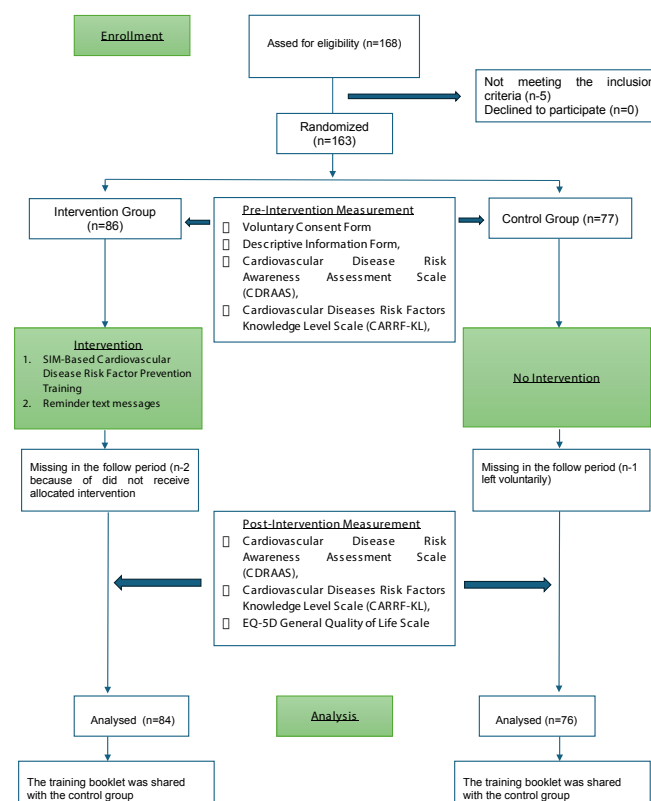 Enrollment
Assed for eligibility (n=168)
Not meeting the inclusion
criteria (n-5)
Declined to participate (n=0)
Randomized
(n=163)
Intervention Group
(n=86)
Pre-Intervention Measurement
Voluntary Consent Form
Descriptive Information Form,
Cardiovascular Disease Risk
Awareness Assessment Scale
(CDRAAS),
Cardiovascular Diseases Risk Factors
Knowledge Level Scale (CARRF-KL),
Control Group (n=77)
Intervention
1. SIM-Based Cardiovascular
Disease Risk Factor Prevention
Training
2. Reminder text messages
No Intervention
Missing in the follow period (n-2
because of did not receive
allocated intervention
Missing in the follow period (n-1
left voluntarily)
Post-Intervention Measurement
Cardiovascular Disease Risk
Awareness Assessment Scale
(CDRAAS),
Cardiovascular Diseases Risk Factors
Knowledge Level Scale (CARRF-KL),
EQ-5D General Quality of Life Scale
Analysed (n=84)
Analysis
Analysed (n=76)
The training booklet was shared
with the control group
The training booklet was shared
with the control group